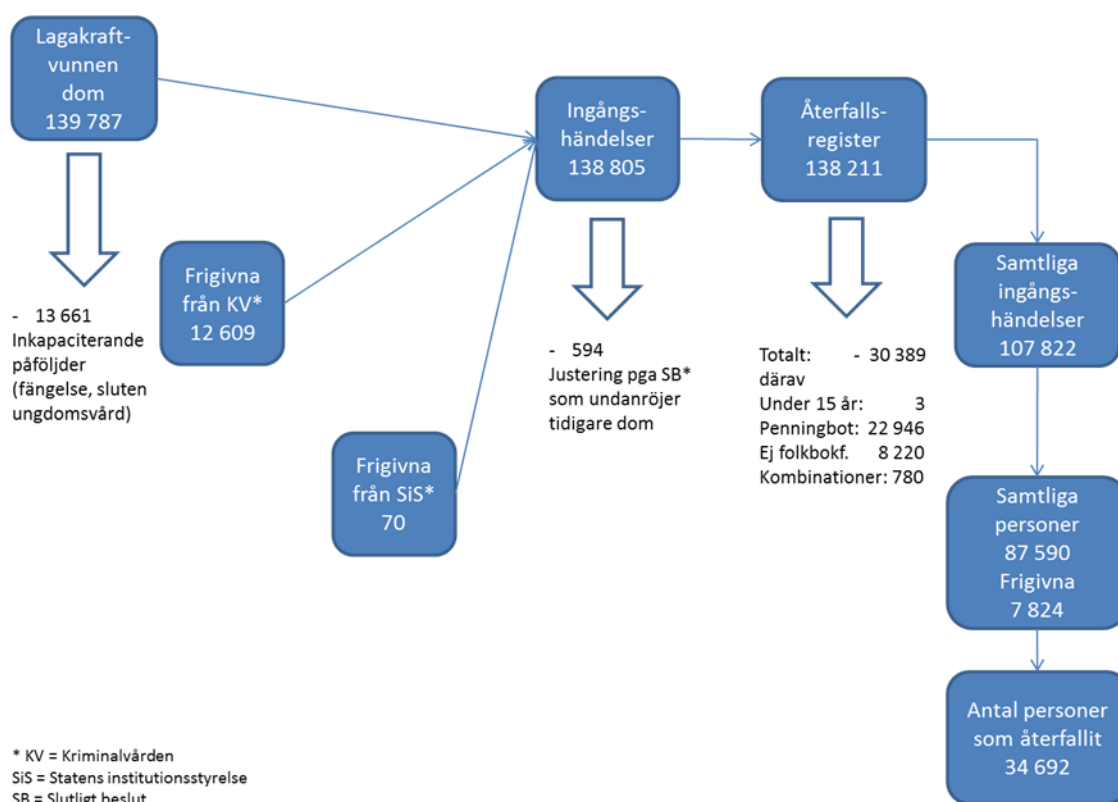 Lagakraft-
vunnen
dom
139 787
- 13 661
Inkapaciterande
påföljder
(fängelse, sluten
ungdomsvård)
Frigivna
från KV*
12 609
Frigivna
från SiS*
70
Ingångs-
händelser
138 805
- 594
Justering pga SB*
som undanröjer
tidigare dom
Återfalls-
register
138 211
Totalt: - 30 389
därav
Under 15 år: 3
Penningbot: 22 946
Ej folkbokf. 8 220
Kombinationer: 780
Samtliga
ingångs-
händelser
107 822
Samtliga
personer
87 590
Frigivna
7 824
Antal personer
som återfallit
34 692
* KV = Kriminalvården
SiS = Statens institutionsstyrelse
SB = Slutligt beslut